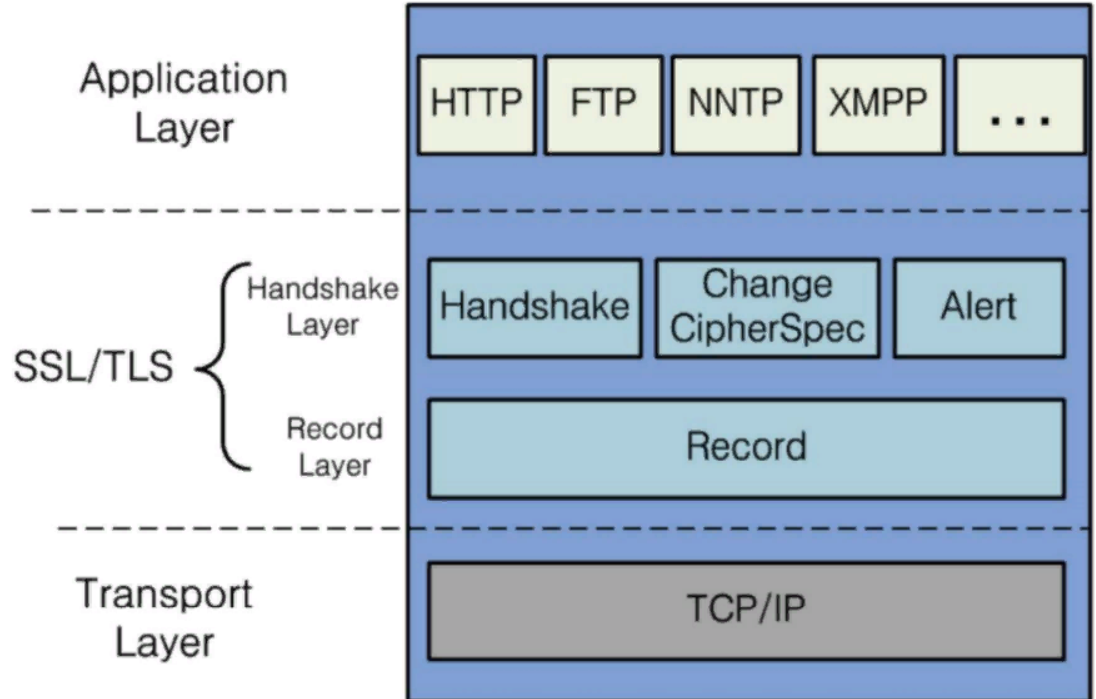 Application
Layer
HTTP
FTP
NNTP
XMPP
...
SSL/TLS
Handshake
Layer
Handshake
Change
CipherSpec
Alert
Record
Layer
Record
Transport
Layer
TCP/IP